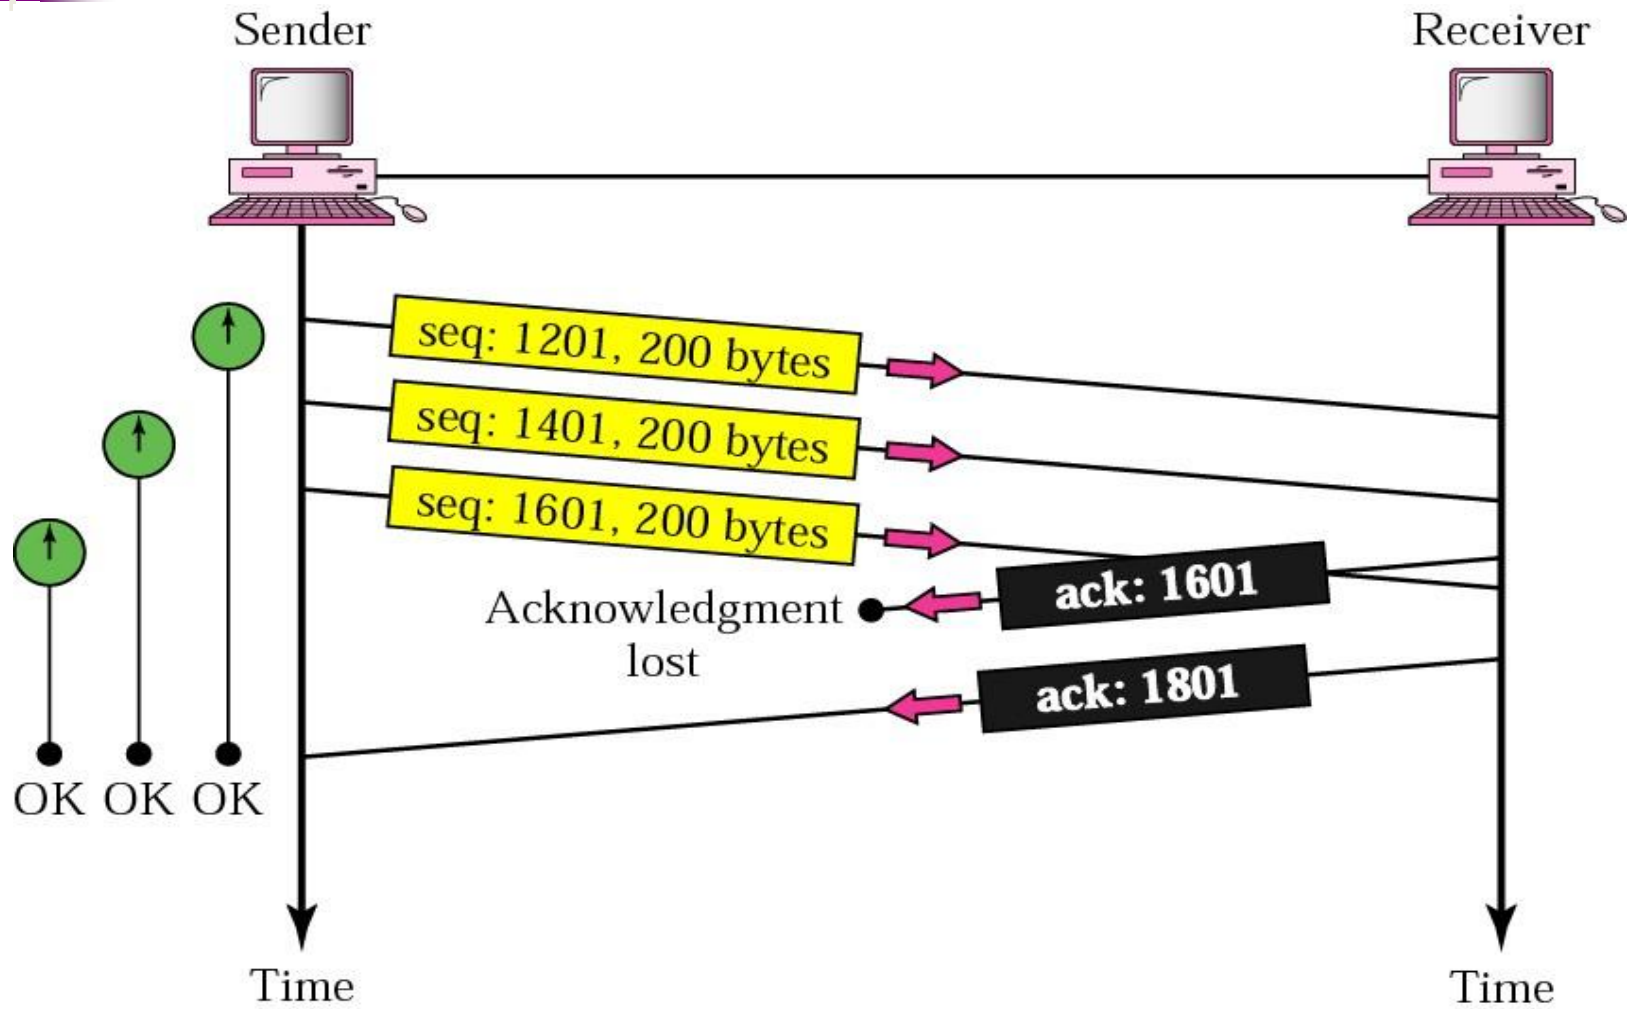 Sender
Receiver
seq: 1201, 200 bytes
seq: 1401, 200 bytes
seq: 1601, 200 bytes
ack: 1601
Acknowledgment
lost
ack: 1801
OK OK OK
Time
Time